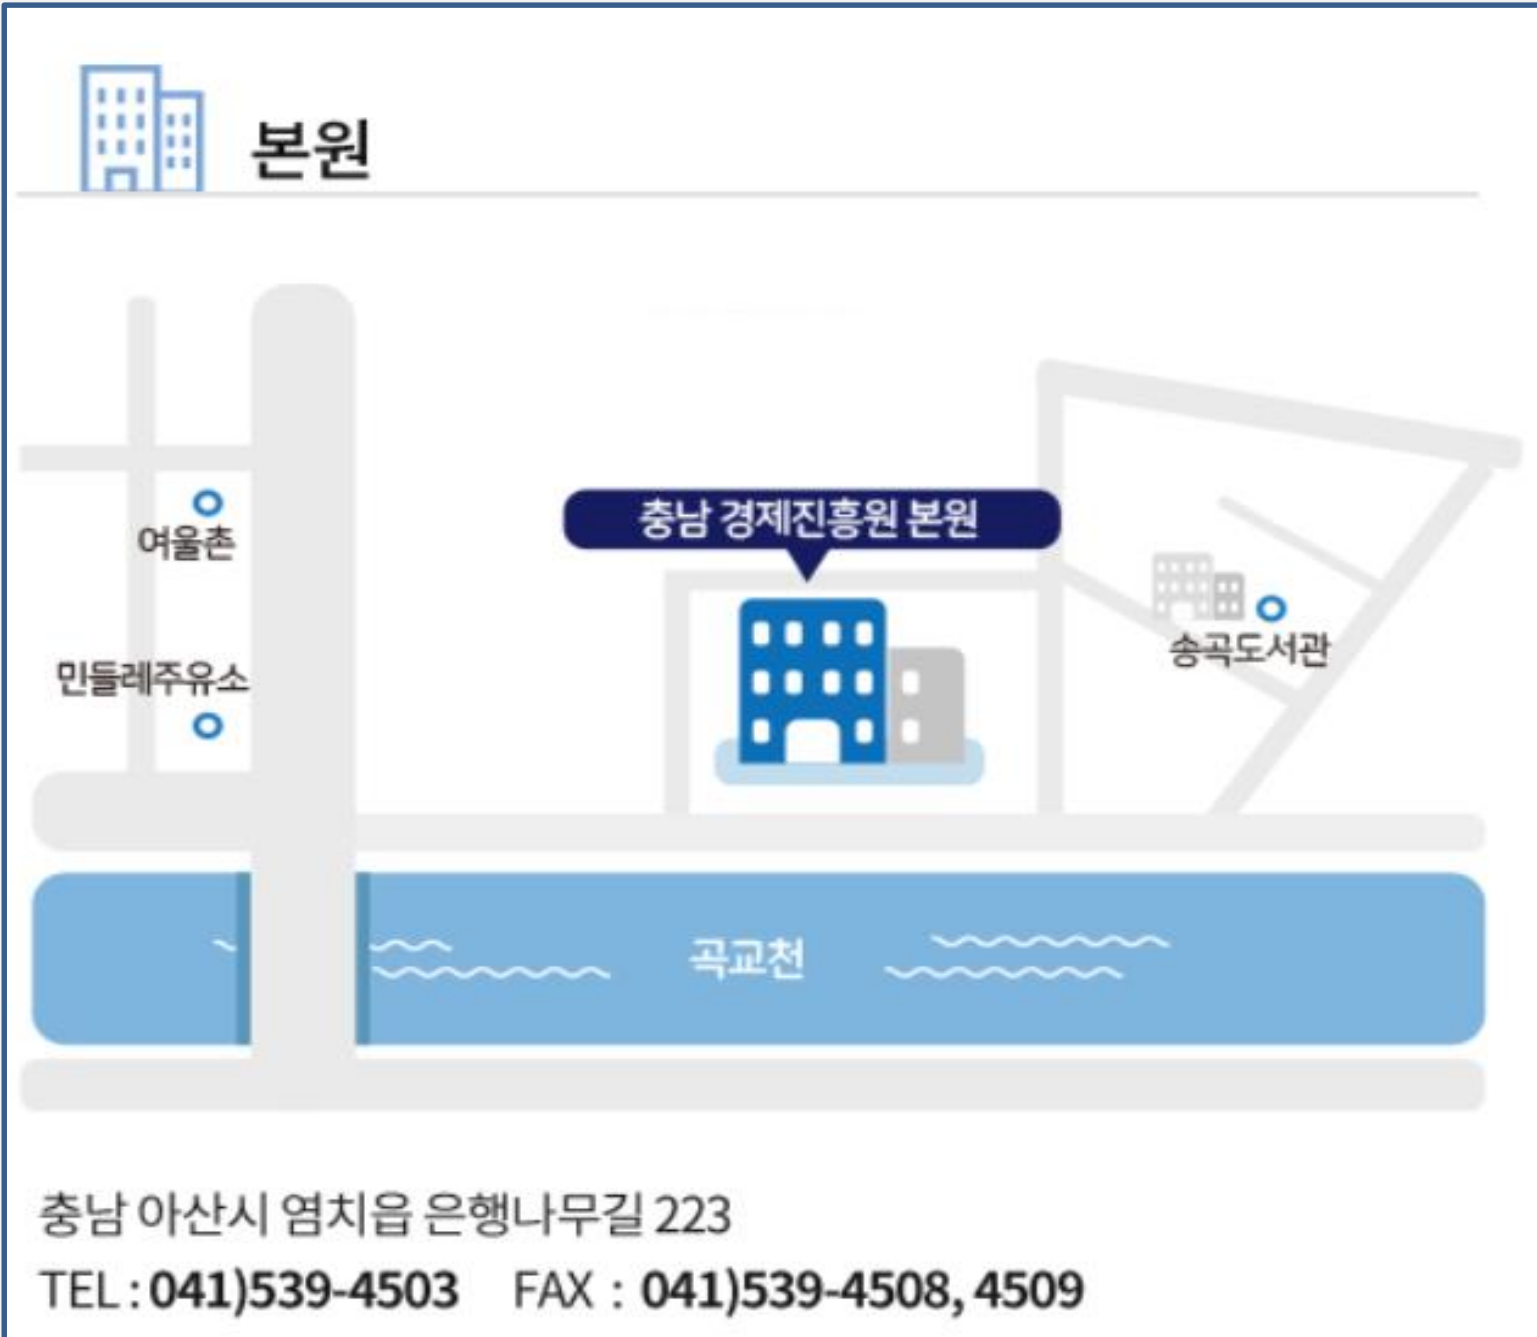 본원
충남 경제진흥원 본원
여울촌
송곡도서관
민들레주유소
곡교천
충남 아산시 염치읍 은행나무길 223
TEL : 041)539-4503 FAX : 041)539-4508, 4509